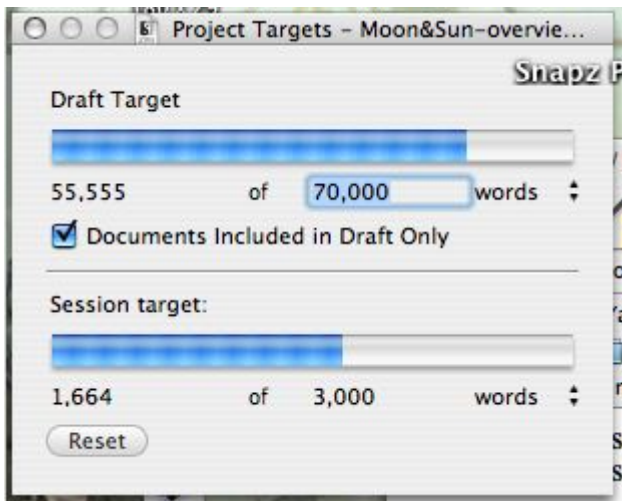 Project Targets – Moon&Sun-overvie...
Snapz P
Draft Target
55,555 of 70,000 words
Documents Included in Draft Only
Session target:
1,664 of 3,000 words
Reset